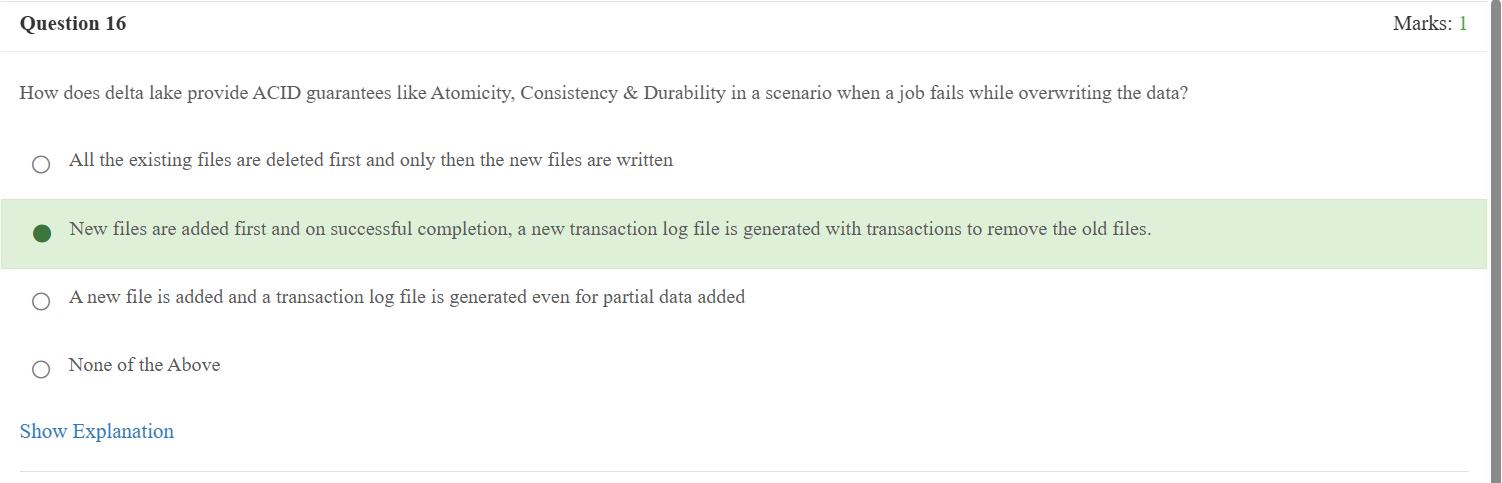 Question 16
Marks: 1
How does delta lake provide ACID guarantees like Atomicity, Consistency & Durability in a scenario when a job fails while overwriting the data?
All the existing files are deleted first and only then the new files are written
New files are added first and on successful completion, a new transaction log file is generated with transactions to remove the old files.
A new file is added and a transaction log file is generated even for partial data added
None of the Above
Show Explanation